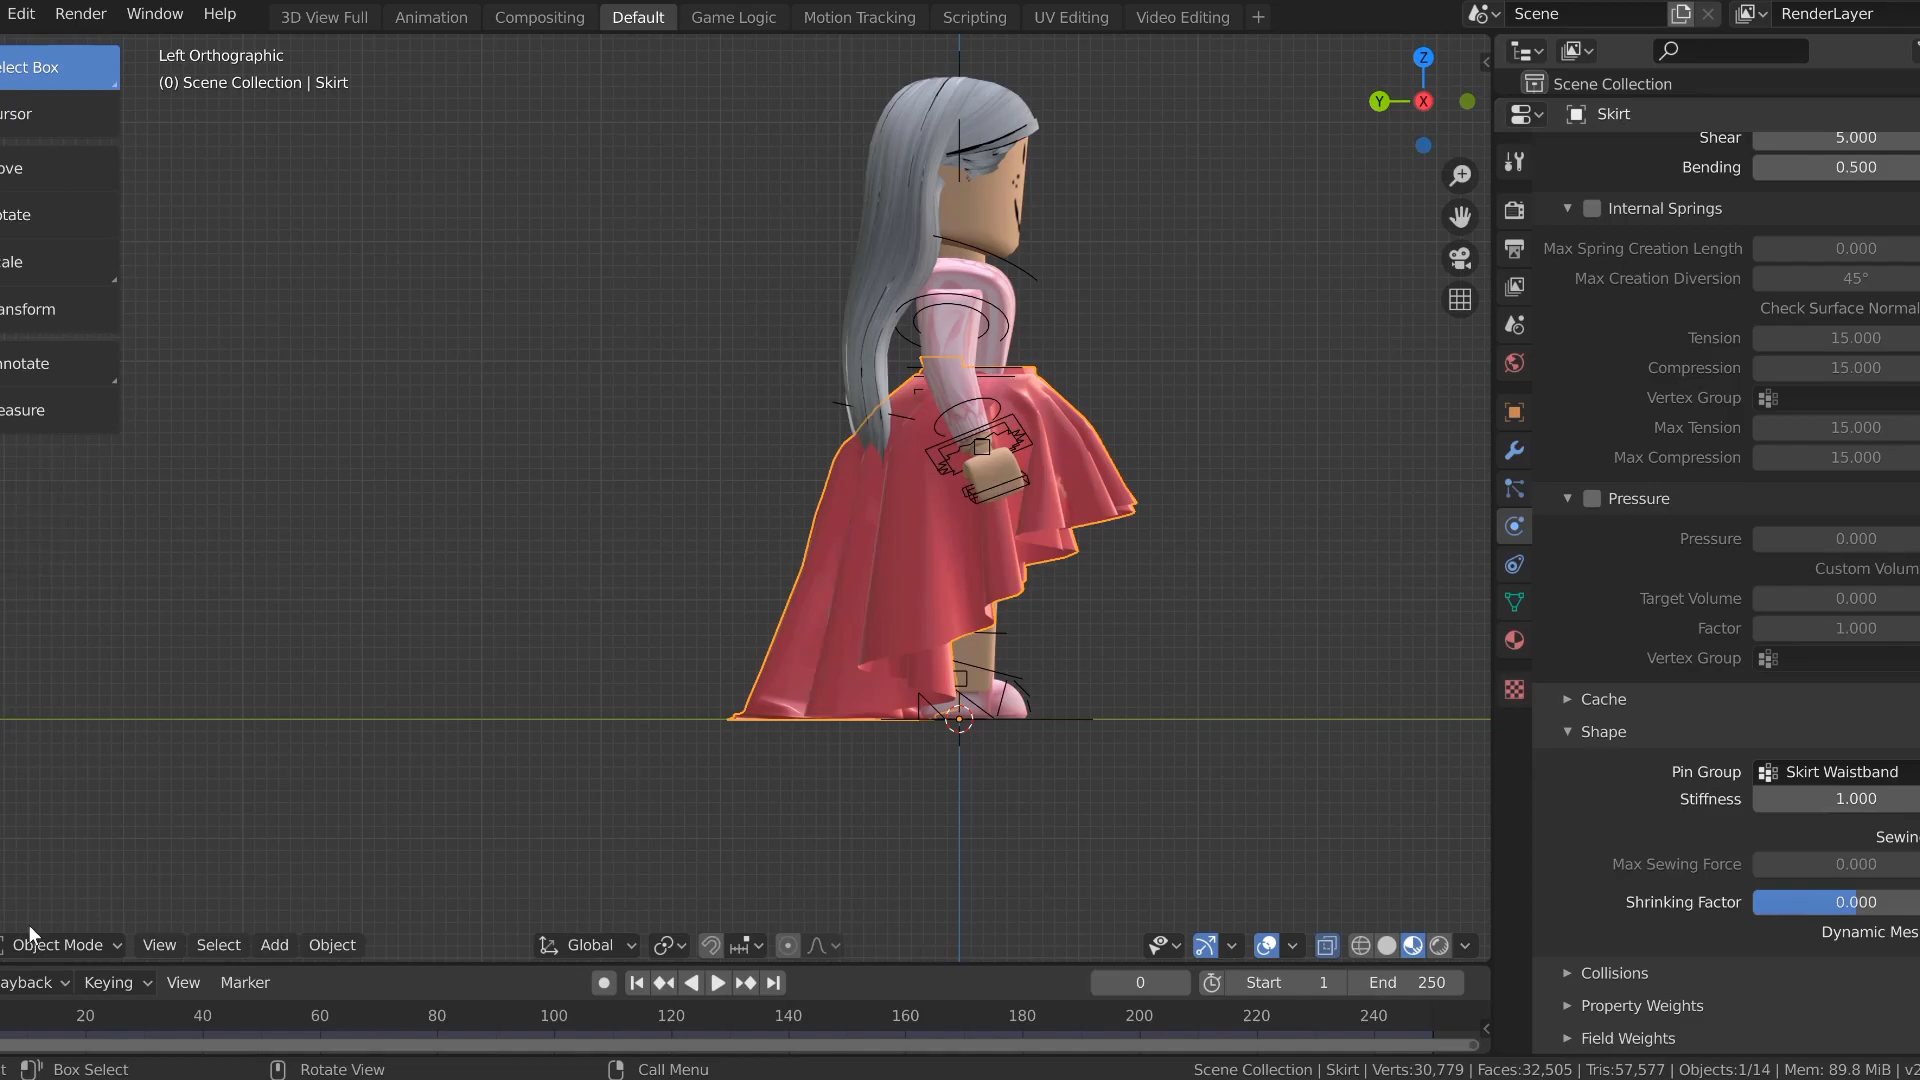 Edit Render Window Help 3D View Full Animation Compositing Default Game Logic Motion Tracking Scripting UV Editing Video Editing + Scene RenderLayer
elect Box
ursor
ove
otate
ale
ansform
nnotate
easure
Left Orthographic
(0) Scene Collection | Skirt
Z
Y
X
Scene Collection
Skirt
Shear 5.000
Bending 0.500
Internal Springs
Max Spring Creation Length 0.000
Max Creation Diversion 45°
Check Surface Normal
Tension 15.000
Compression 15.000
Vertex Group
Max Tension 15.000
Max Compression 15.000
Pressure
Pressure 0.000
Custom Volum
Target Volume 0.000
Factor 1.000
Vertex Group
Cache
Shape
Pin Group Skirt Waistband
Stiffness 1.000
Sewin
Max Sewing Force 0.000
Shrinking Factor 0.000
Dynamic Mes
Collisions
Property Weights
Field Weights
Object Mode View Select Add Object Global
ayback Keying View Marker 0 Start 1 End 250
20 40 60 80 100 120 140 160 180 200 220 240
t Box Select Rotate View Call Menu Scene Collection | Skirt | Verts:30,779 | Faces:32,505 | Tris:57,577 | Objects:1/14 | Mem: 89.8 MiB | v2